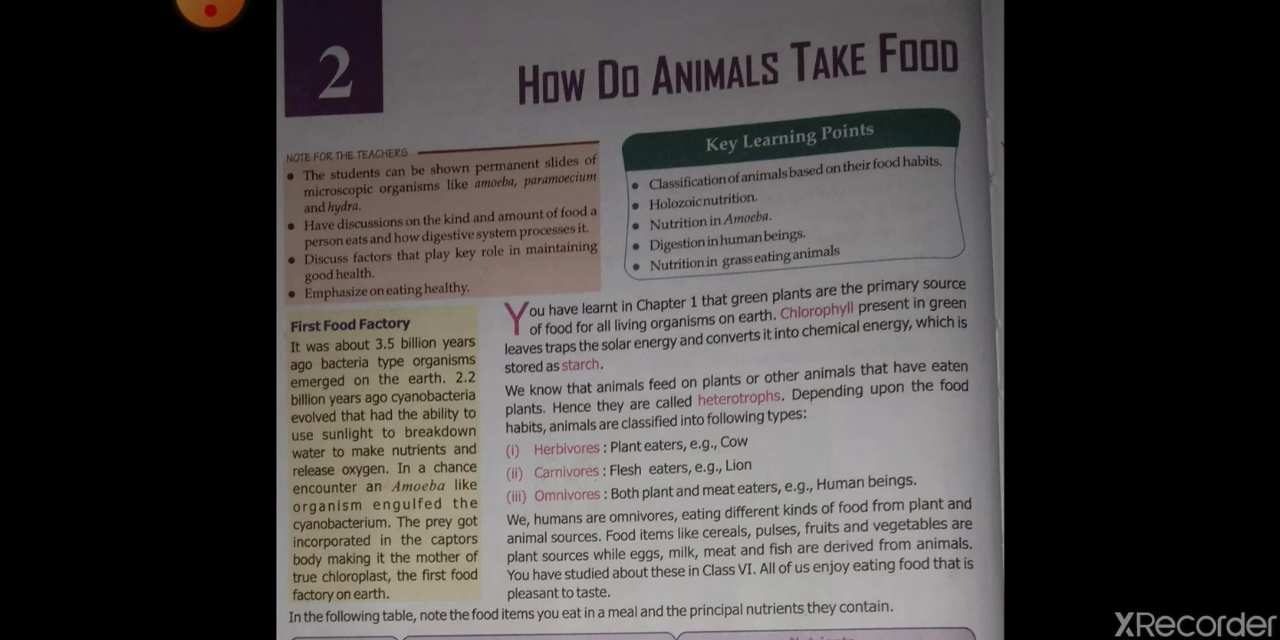 2
HOW DO ANIMALS TAKE FOOD
NOTE FOR THE TEACHERS
• The students can be shown permanent slides of
microscopic organisms like amoeba, paramoecium
and hydra.
• Have discussions on the kind and amount of food a
person eats and how digestive system processes it.
• Discuss factors that play key role in maintaining
good health.
• Emphasize on eating healthy.
Key Learning Points
• Classification of animals based on their food habits.
• Holozoic nutrition.
• Nutrition in Amoeba.
• Digestion in human beings.
• Nutrition in grass eating animals
First Food Factory
It was about 3.5 billion years
ago bacteria type organisms
emerged on the earth. 2.2
billion years ago cyanobacteria
evolved that had the ability to
use sunlight to breakdown
water to make nutrients and
release oxygen. In a chance
encounter an Amoeba like
organism engulfed the
cyanobacterium. The prey got
incorporated in the captors
body making it the mother of
true chloroplast, the first food
factory on earth.
You have learnt in Chapter 1 that green plants are the primary source
of food for all living organisms on earth. Chlorophyll present in green
leaves traps the solar energy and converts it into chemical energy, which is
stored as starch.
We know that animals feed on plants or other animals that have eaten
plants. Hence they are called heterotrophs. Depending upon the food
habits, animals are classified into following types:
(i) Herbivores : Plant eaters, e.g., Cow
(ii) Carnivores : Flesh eaters, e.g., Lion
(iii) Omnivores : Both plant and meat eaters, e.g., Human beings.
We, humans are omnivores, eating different kinds of food from plant and
animal sources. Food items like cereals, pulses, fruits and vegetables are
plant sources while eggs, milk, meat and fish are derived from animals.
You have studied about these in Class VI. All of us enjoy eating food that is
pleasant to taste.
In the following table, note the food items you eat in a meal and the principal nutrients they contain.
XRecorder